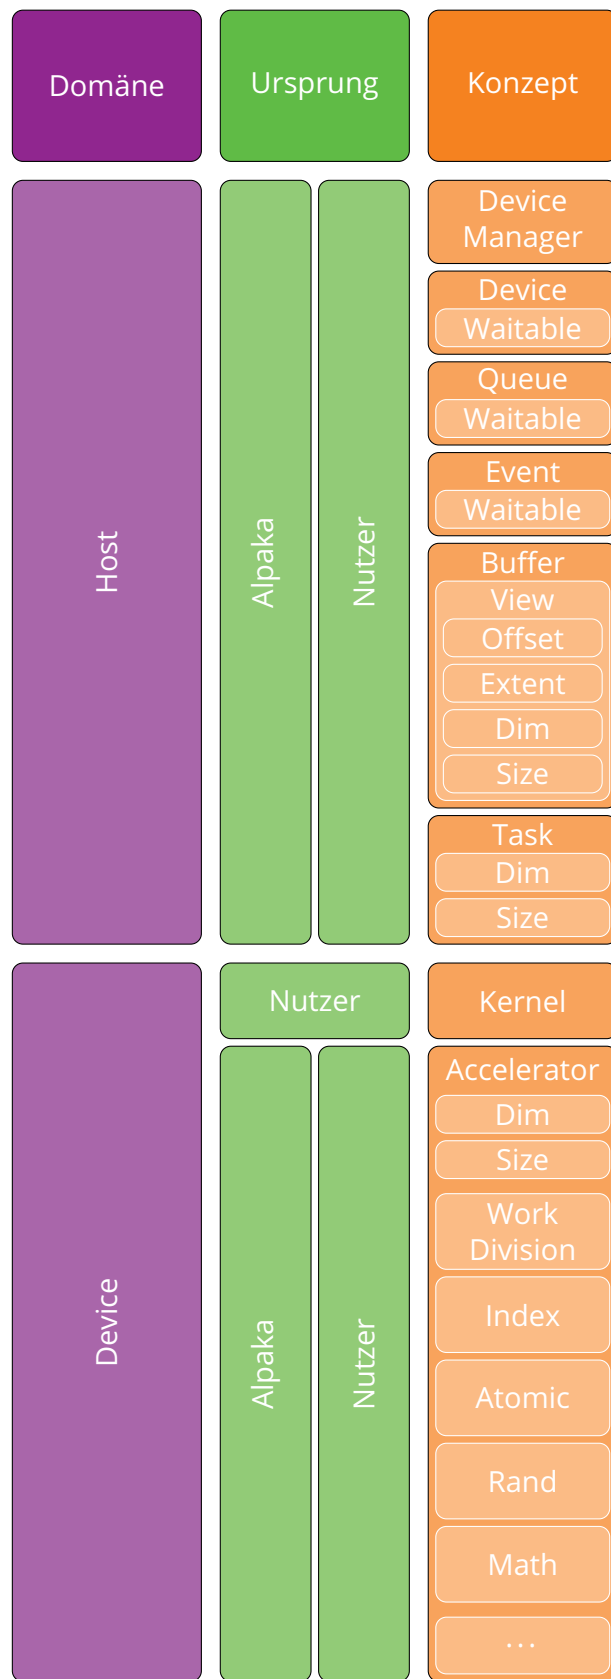 Domäne
Ursprung
Konzept
Host
Alpaka
Nutzer
Device
Manager
Device
Waitable
Queue
Waitable
Event
Waitable
Buffer
View
Offset
Extent
Dim
Size
Task
Dim
Size
Device
Nutzer
Kernel
Alpaka
Nutzer
Accelerator
Dim
Size
Work
Division
Index
Atomic
Rand
Math
...